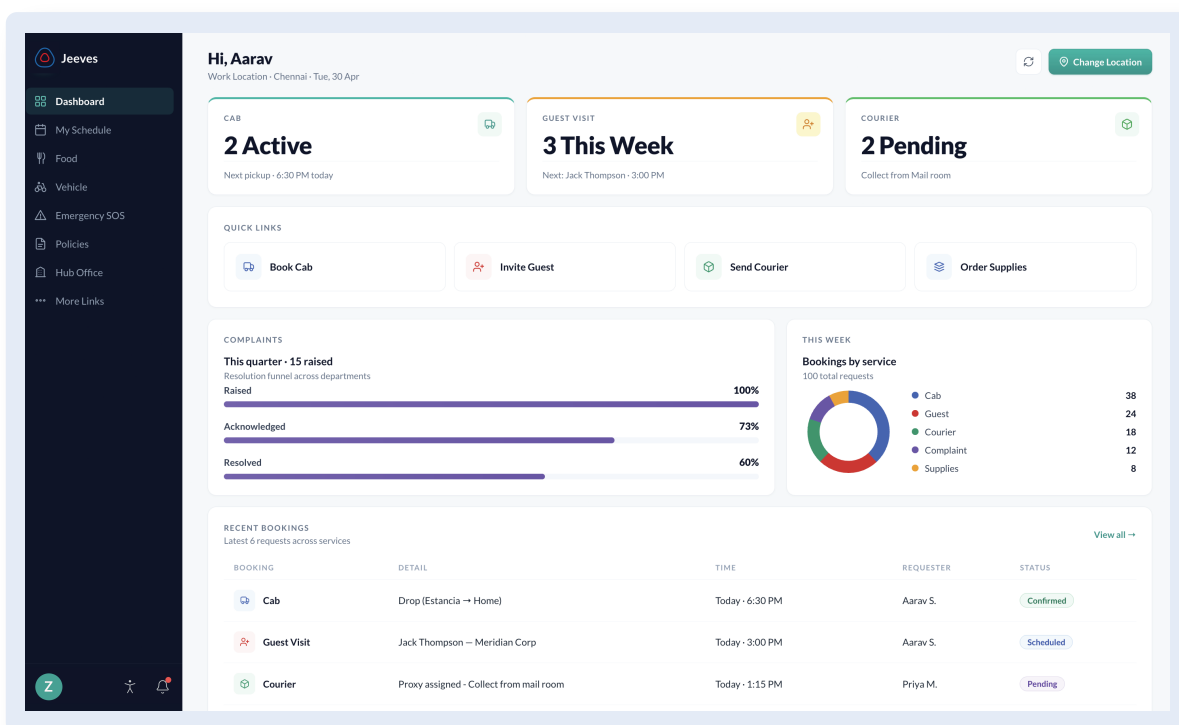 Jeeves
Dashboard
My Schedule
Food
Vehicle
Emergency SOS
Policies
Hub Office
More Links
Z
Hi, Aarav
Work Location · Chennai · Tue, 30 Apr
Change Location
CAB
2 Active
Next pickup · 6:30 PM today
GUEST VISIT
3 This Week
Next: Jack Thompson · 3:00 PM
COURIER
2 Pending
Collect from Mail room
QUICK LINKS
Book Cab
Invite Guest
Send Courier
Order Supplies
COMPLAINTS
This quarter · 15 raised
Resolution funnel across departments
Raised 100%
Acknowledged 73%
Resolved 60%
THIS WEEK
Bookings by service
100 total requests
Cab 38
Guest 24
Courier 18
Complaint 12
Supplies 8
RECENT BOOKINGS
Latest 6 requests across services
View all →
BOOKING DETAIL TIME REQUESTER STATUS
Cab Drop (Estancia → Home) Today · 6:30 PM Aarav S. Confirmed
Guest Visit Jack Thompson — Meridian Corp Today · 3:00 PM Aarav S. Scheduled
Courier Proxy assigned - Collect from mail room Today · 1:15 PM Priya M. Pending